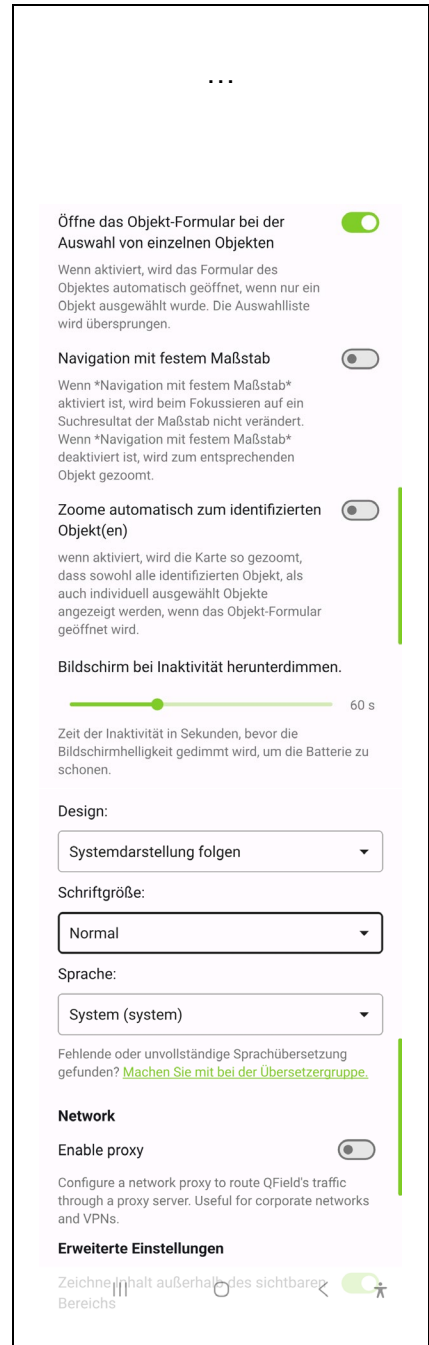 ...
Öffne das Objekt-Formular bei der
Auswahl von einzelnen Objekten
Wenn aktiviert, wird das Formular des
Objektes automatisch geöffnet, wenn nur ein
Objekt ausgewählt wurde. Die Auswahlliste
wird übersprungen.
Navigation mit festem Maßstab
Wenn *Navigation mit festem Maßstab*
aktiviert ist, wird beim Fokussieren auf ein
Suchresultat der Maßstab nicht verändert.
Wenn *Navigation mit festem Maßstab*
deaktiviert ist, wird zum entsprechenden
Objekt gezoomt.
Zoome automatisch zum identifizierten
Objekt(en)
wenn aktiviert, wird die Karte so gezoomt,
dass sowohl alle identifizierten Objekt, als
auch individuell ausgewählt Objekte
angezeigt werden, wenn das Objekt-Formular
geöffnet wird.
Bildschirm bei Inaktivität herunterdimmen.
60 s
Zeit der Inaktivität in Sekunden, bevor die
Bildschirmhelligkeit gedimmt wird, um die Batterie zu
schonen.
Design:
Systemdarstellung folgen
Schriftgröße:
Normal
Sprache:
System (system)
Fehlende oder unvollständige Sprachübersetzung
gefunden? Machen Sie mit bei der Übersetzergruppe.
Network
Enable proxy
Configure a network proxy to route QField's traffic
through a proxy server. Useful for corporate networks
and VPNs.
Erweiterte Einstellungen
Zeichne Inhalt außerhalb des sichtbaren
Bereichs